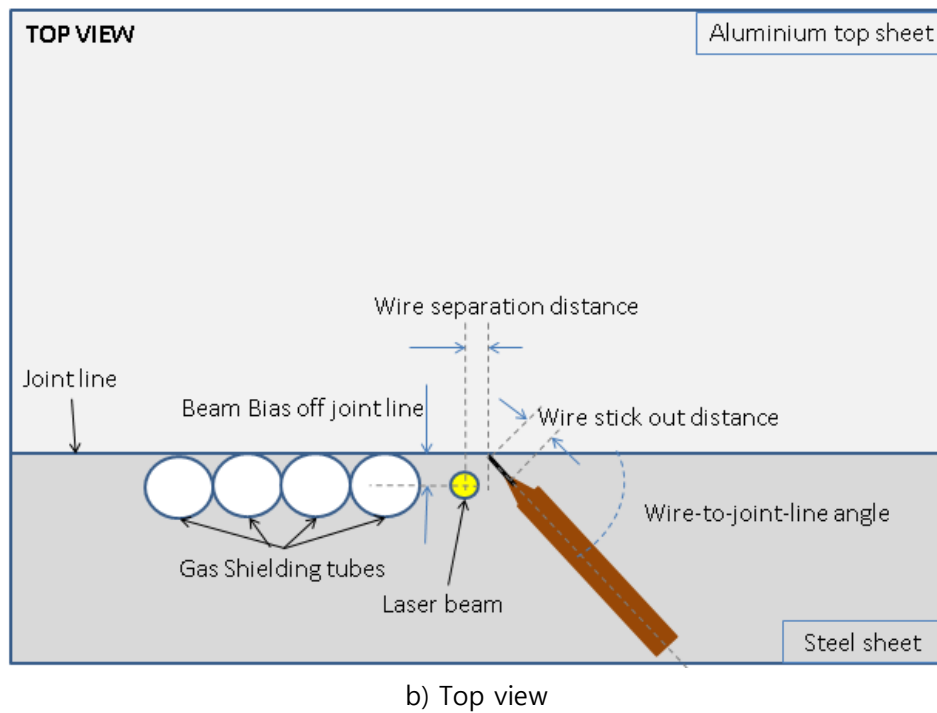 TOP VIEW
Aluminium top sheet
Wire separation distance
Joint line
Beam Bias off joint line
Wire stick out distance
Wire-to-joint-line angle
Gas Shielding tubes
Laser beam
Steel sheet
b) Top view